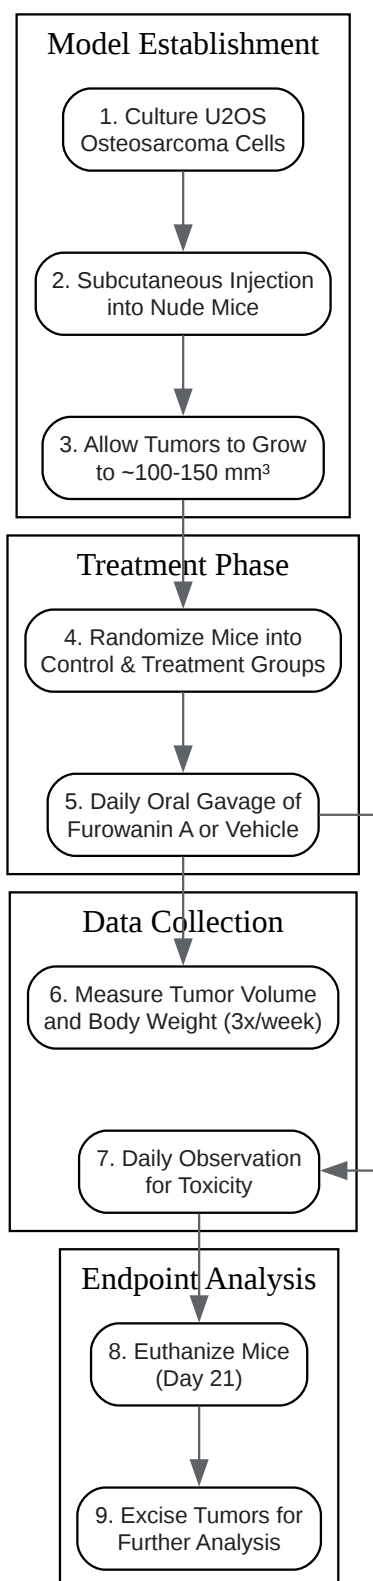 Model Establishment
1. Culture U2OS
Osteosarcoma Cells
2. Subcutaneous Injection
into Nude Mice
3. Allow Tumors to Grow
to ~100-150 mm³
Treatment Phase
4. Randomize Mice into
Control & Treatment Groups
5. Daily Oral Gavage of
Furowanin A or Vehicle
Data Collection
6. Measure Tumor Volume
and Body Weight (3x/week)
7. Daily Observation
for Toxicity
Endpoint Analysis
8. Euthanize Mice
(Day 21)
9. Excise Tumors for
Further Analysis